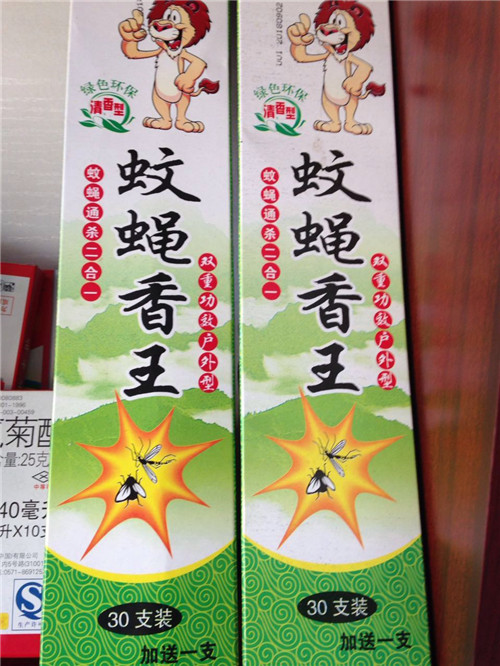 绿色环保
清香型
蚊蝇香王
蚊蝇通杀二合一
双重功效户外型
30支装
加送一支
20180902
绿色环保
清香型
蚊蝇香王
蚊蝇通杀二合一
双重功效户外型
30支装
加送一支
菊酯
量:25克
40毫
升X10支